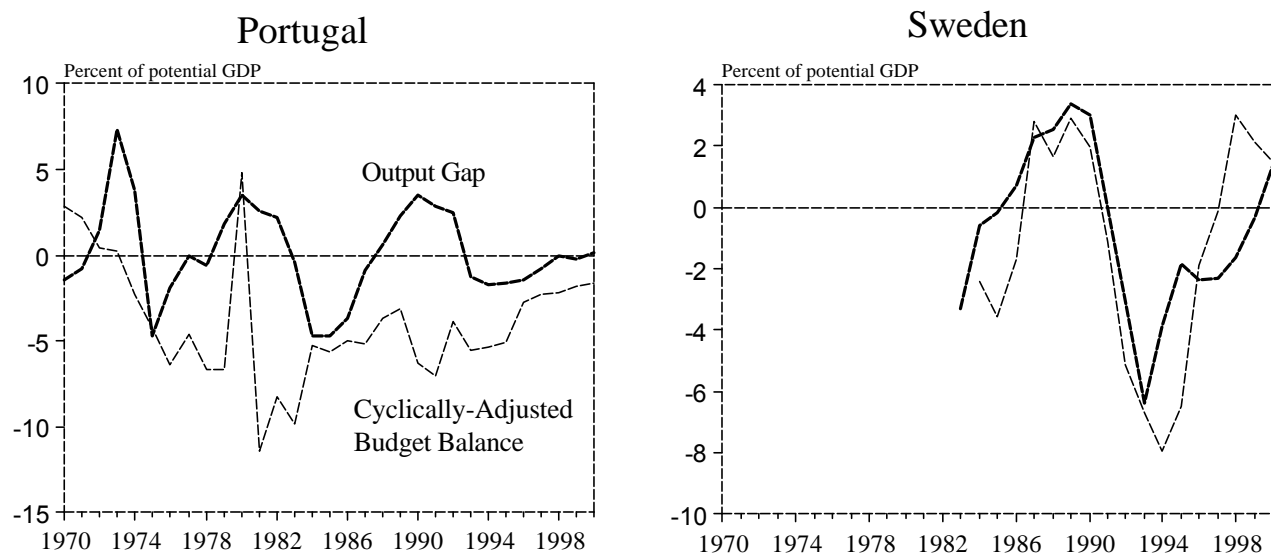 Portugal
Percent of potential GDP
10
5
0
-5
-10
-15
Output Gap
Cyclically-Adjusted
Budget Balance
1970 1974 1978 1982 1986 1990 1994 1998
Sweden
Percent of potential GDP
4
2
0
-2
-4
-6
-8
-10
1970 1974 1978 1982 1986 1990 1994 1998